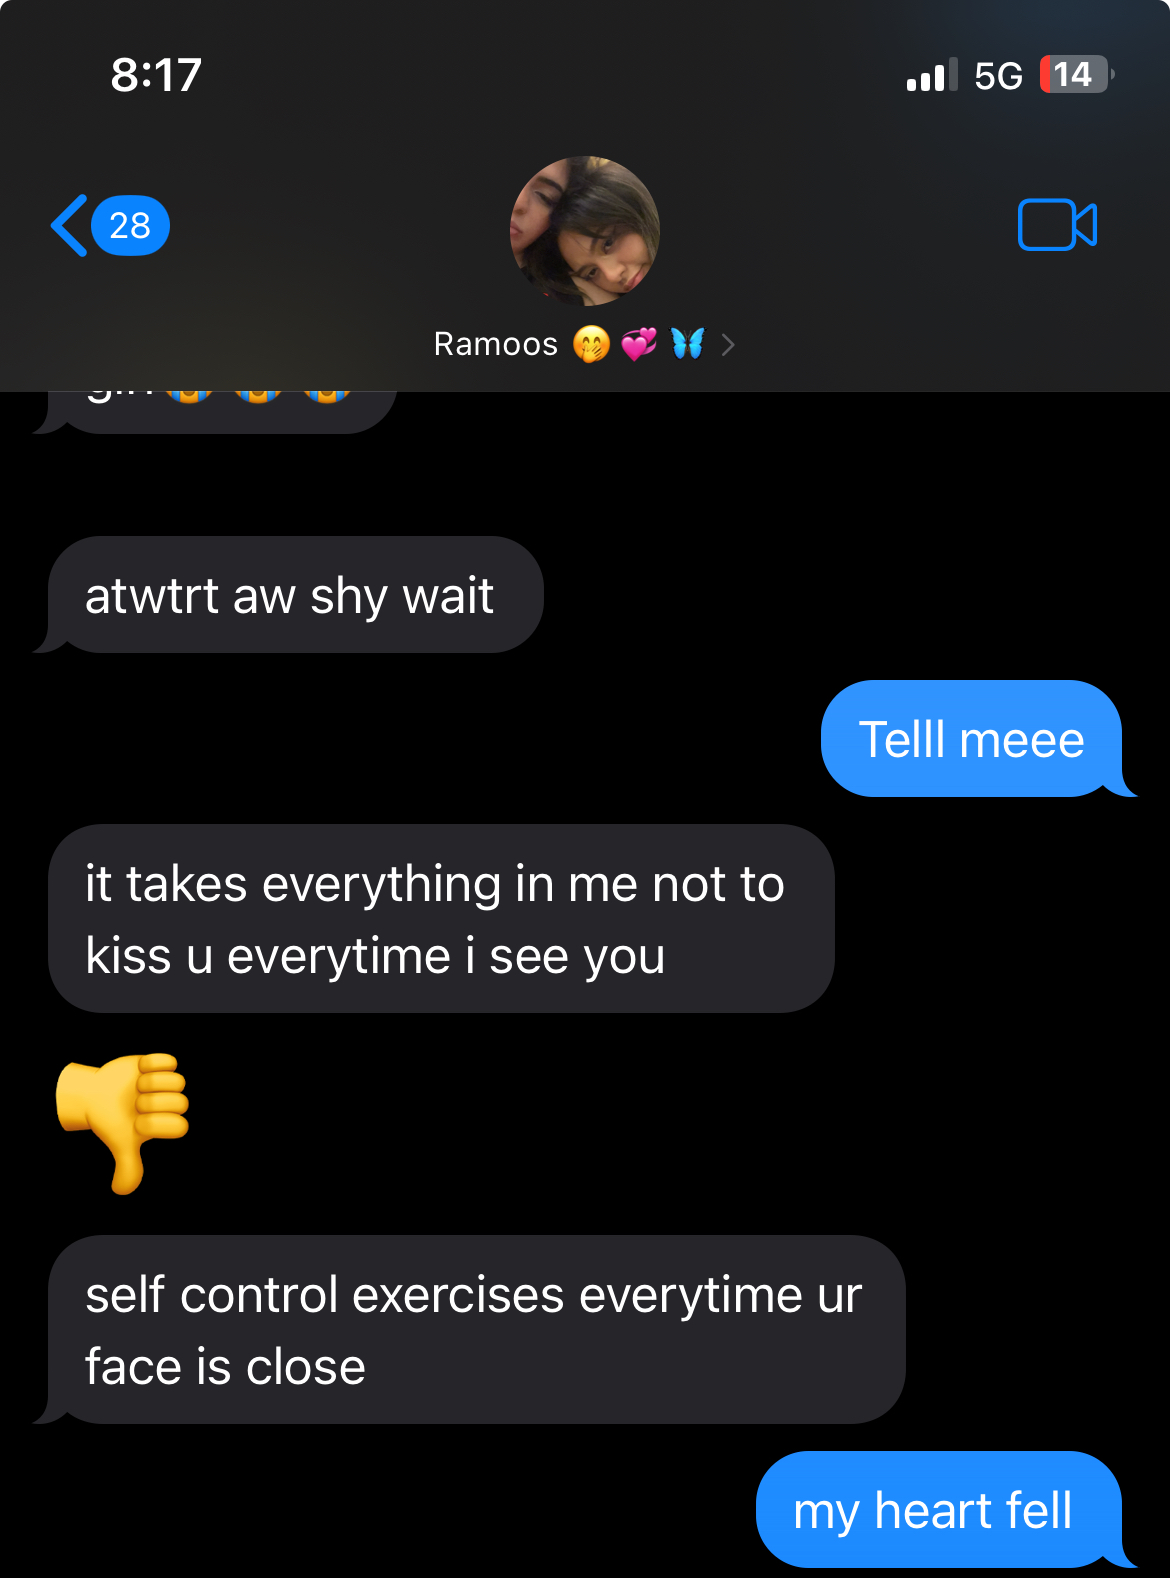 8:17
5G 14
28
Ramoos 🤭 💞 🦋
atwtrt aw shy wait
Telll meee
it takes everything in me not to
kiss u everytime i see you
👎
self control exercises everytime ur
face is close
my heart fell